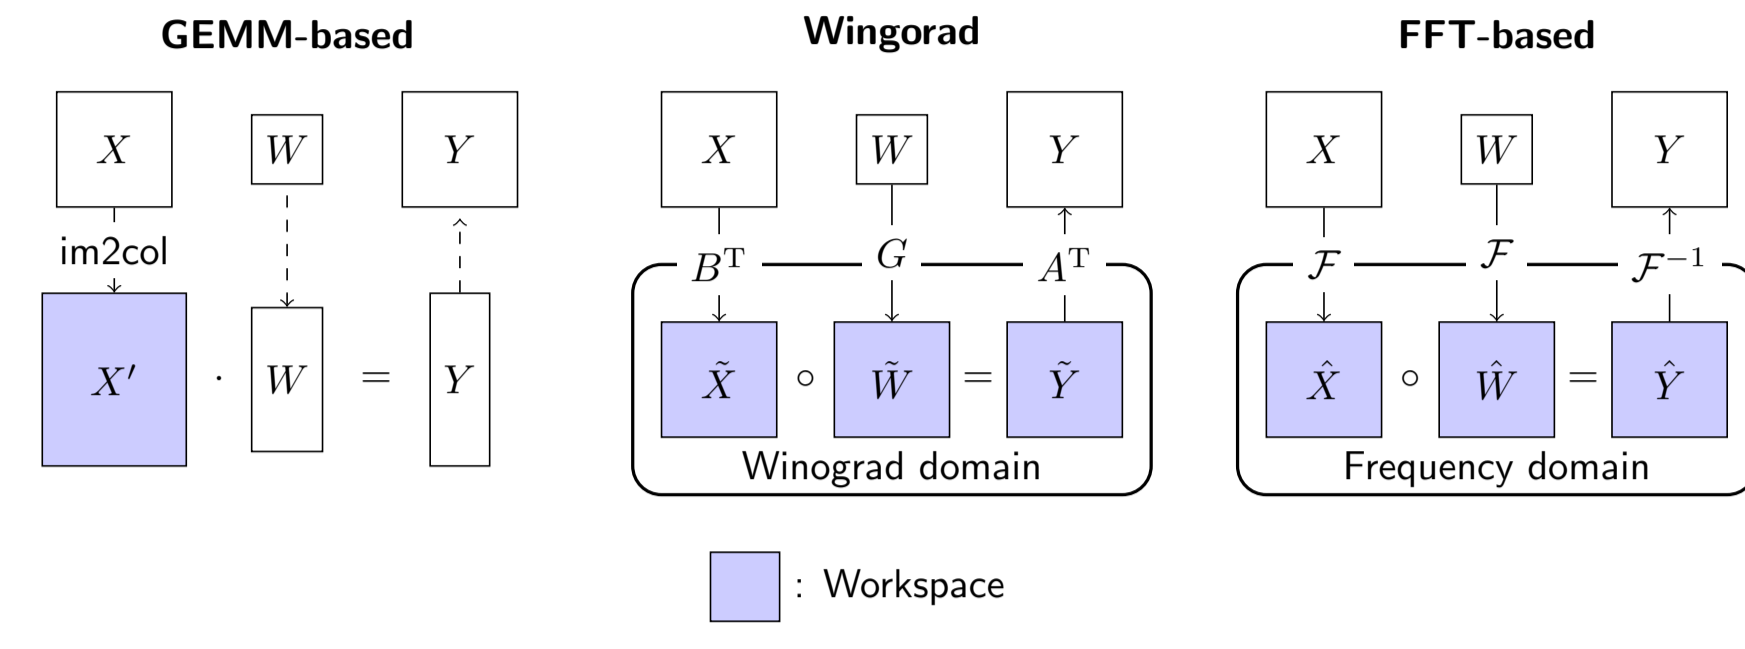 GEMM-based
X
W
Y
im2col
X′ · W = Y
Wingorad
X
W
Y
Bᵀ
G
Aᵀ
X̃ ∘ W̃ = Ỹ
Winograd domain
FFT-based
X
W
Y
ℱ
ℱ
ℱ⁻¹
X̂ ∘ Ŵ = Ŷ
Frequency domain
: Workspace